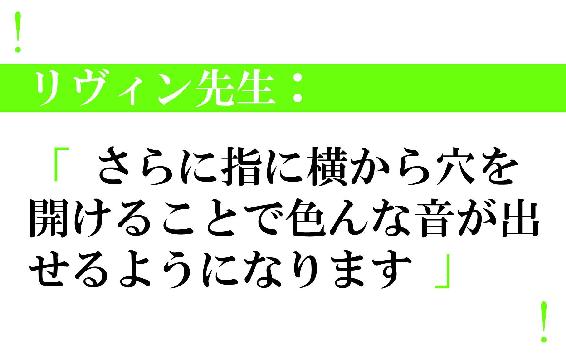 !
リヴィン先生：
「 さらに指に横から穴を
開けることで色んな音が出
せるようになります 」
!